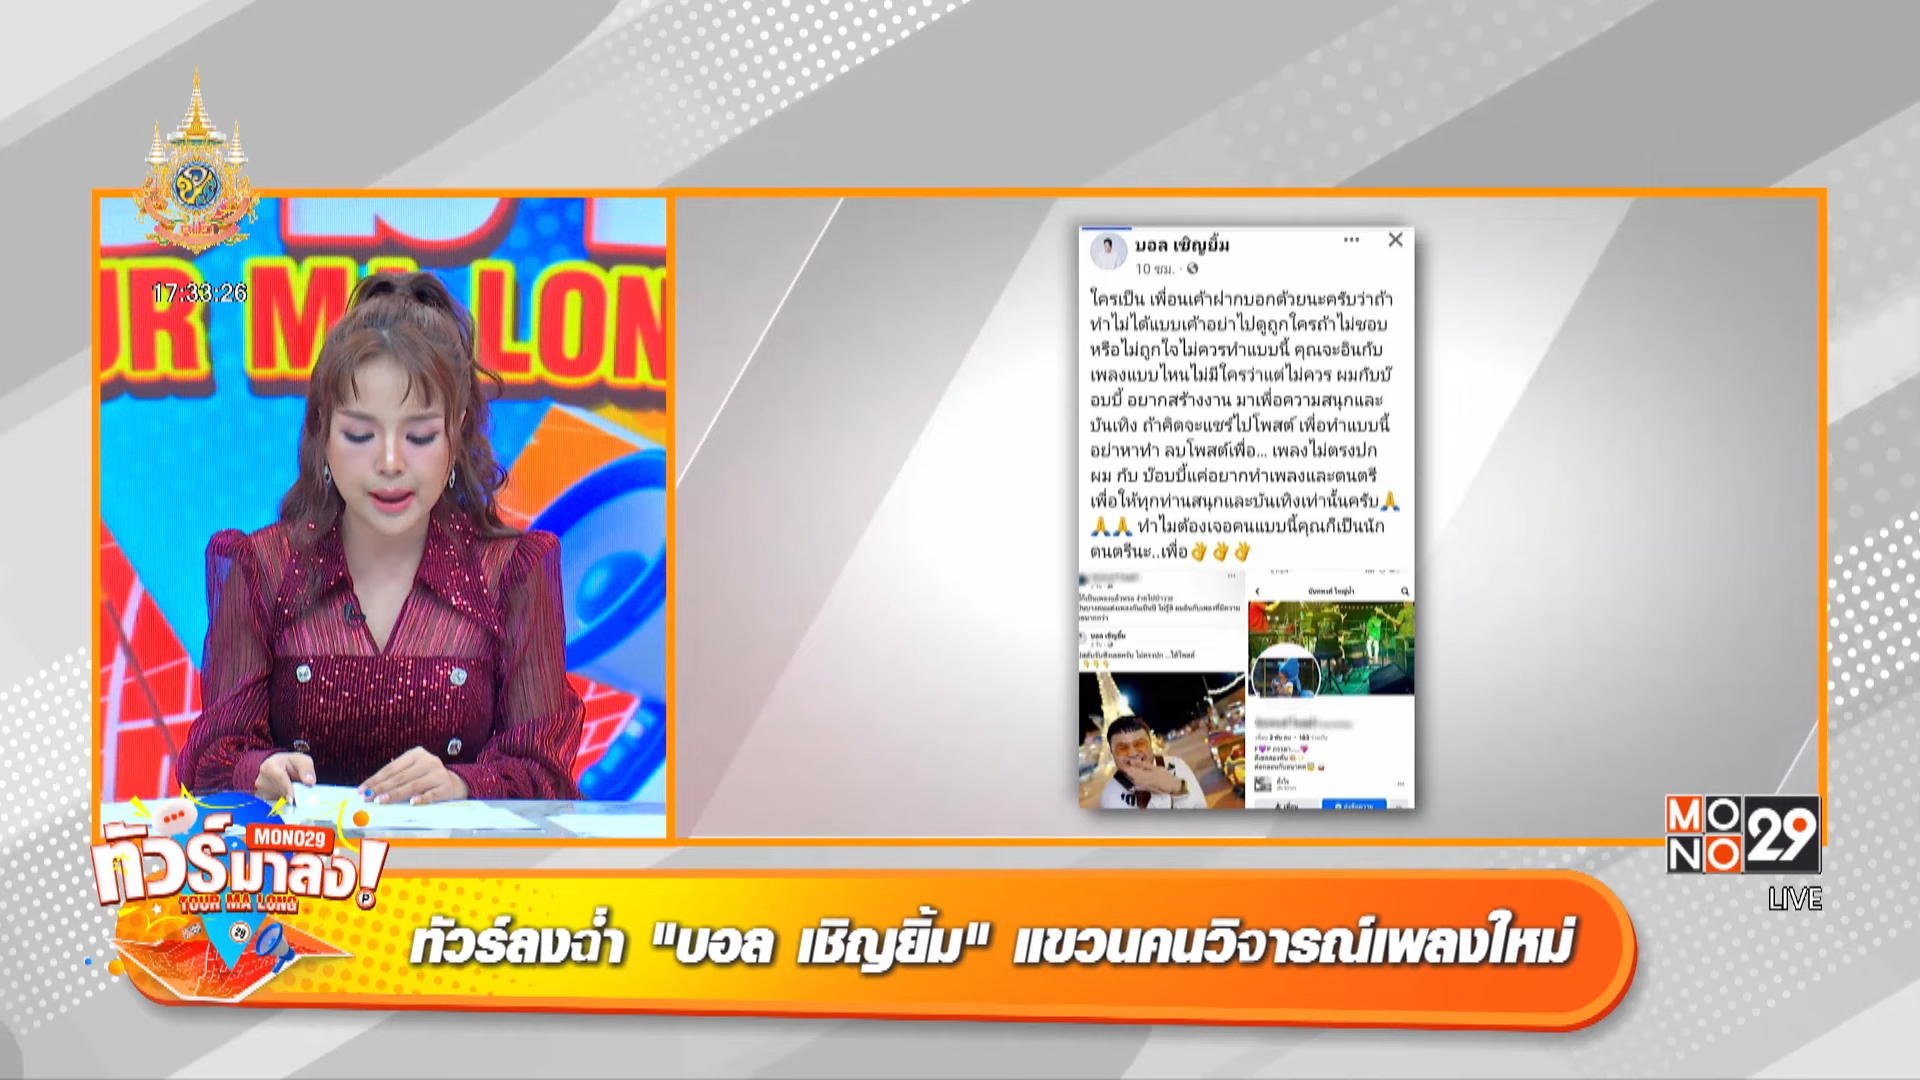 17:33:26
UR MA LON
บอล เชิญยิ้ม
10 ชม.
ใครเป็น เพื่อนเค้าฝากบอกด้วยนะครับว่าถ้า
ทำไม่ได้แบบเค้าอย่าไปดูถูกใครถ้าไม่ชอบ
หรือไม่ถูกใจไม่ควรทำแบบนี้ คุณจะอินกับ
เพลงแบบไหนไม่มีใครว่าแต่ไม่ควร ผมกับบ๊
อบบี้ อยากสร้างงาน มาเพื่อความสนุกและ
บันเทิง ถ้าคิดจะแชร์ไปโพสต์ เพื่อทำแบบนี้
อย่าหาทำ ลบโพสต์เพื่อ... เพลงไม่ตรงปก
ผม กับ บ๊อบบี้แค่อยากทำเพลงและดนตรี
เพื่อให้ทุกท่านสนุกและบันเทิงเท่านั้นครับ🙏
🙏🙏 ทำไมต้องเจอคนแบบนี้คุณก็เป็นนัก
ดนตรีนะ..เพื่อ👌👌👌
บอล เชิญยิ้ม
MONO29
ทัวร์มาลง!
TOUR MA LONG
29
ทัวร์ลงฉ่ำ "บอล เชิญยิ้ม" แขวนคนวิจารณ์เพลงใหม่
MONO 29
LIVE